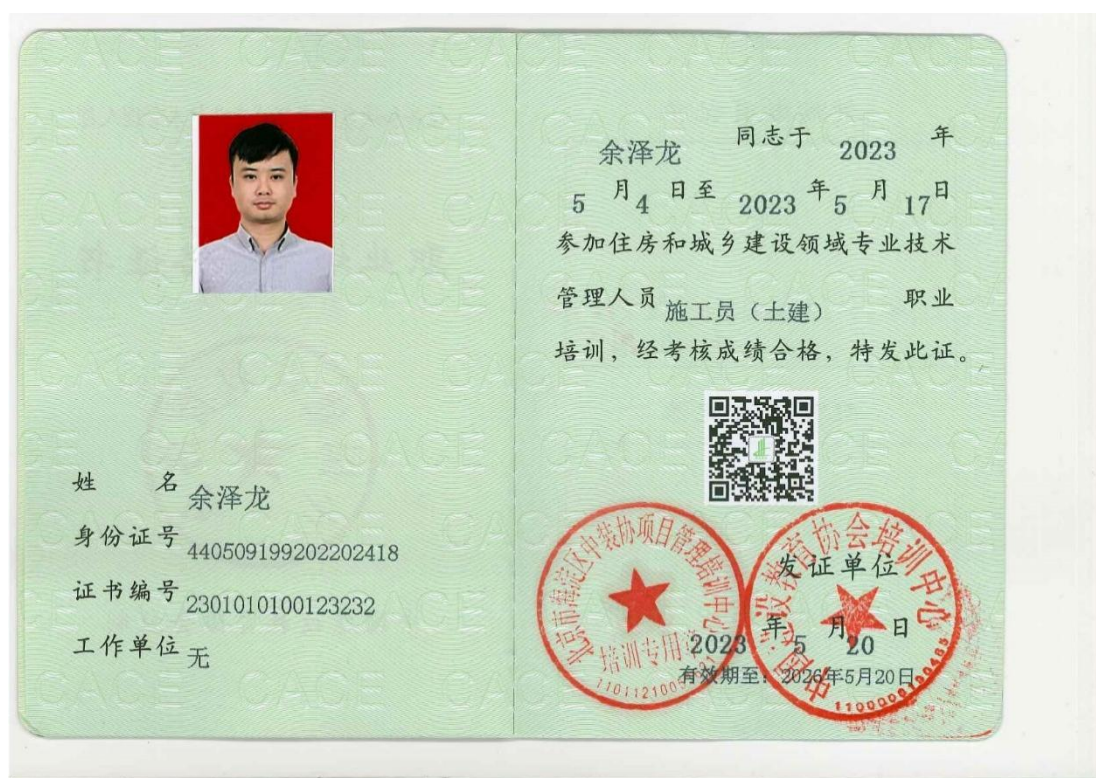 姓 名 余泽龙
身份证号 440509199202202418
证书编号 2301010100123232
工作单位 无
余泽龙 同志于 2023 年
5 月 4 日至 2023 年 5 月 17 日
参加住房和城乡建设领域专业技术
管理人员 施工员（土建） 职业
培训，经考核成绩合格，特发此证。
北京市海淀区中装协项目管理培训中心
培训专用章
中国建设教育协会培训中心
发证单位
2023 年 5 月 20 日
有效期至：2026年5月20日
CACE